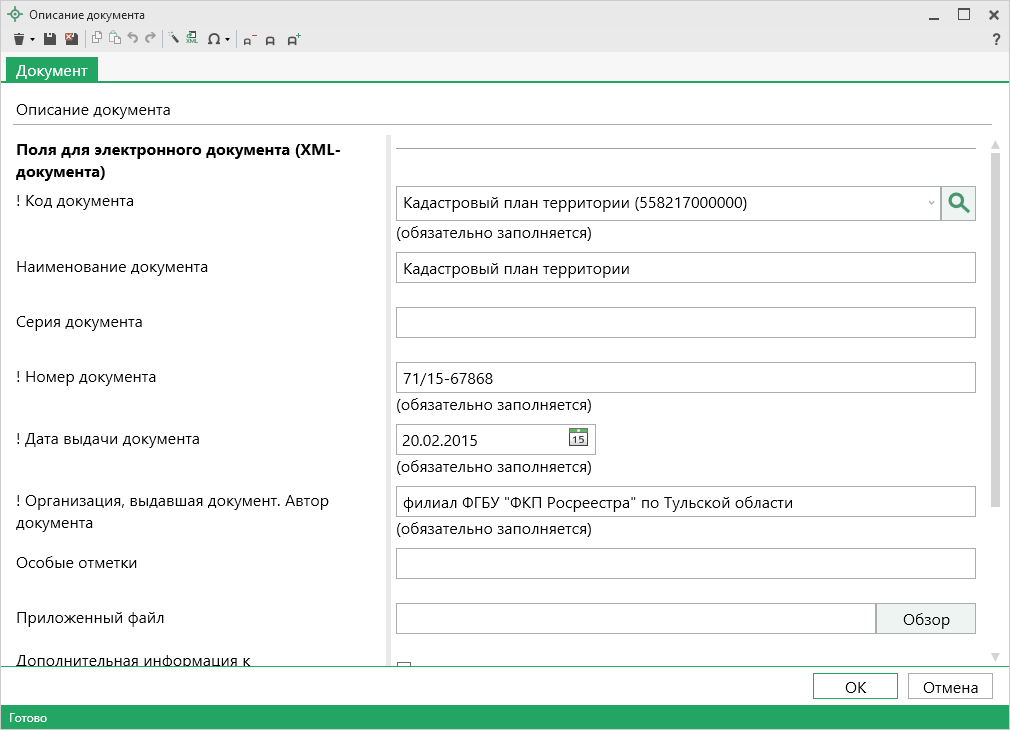 Описание документа
XML
A⁻ A A⁺
?
Документ
Описание документа
Поля для электронного документа (XML-
документа)
! Код документа
Кадастровый план территории (558217000000)
(обязательно заполняется)
Наименование документа
Кадастровый план территории
Серия документа
! Номер документа
71/15-67868
(обязательно заполняется)
! Дата выдачи документа
20.02.2015
15
(обязательно заполняется)
! Организация, выдавшая документ. Автор
документа
филиал ФГБУ "ФКП Росреестра" по Тульской области
(обязательно заполняется)
Особые отметки
Приложенный файл
Обзор
Дополнительная информация к
ОК
Отмена
Готово